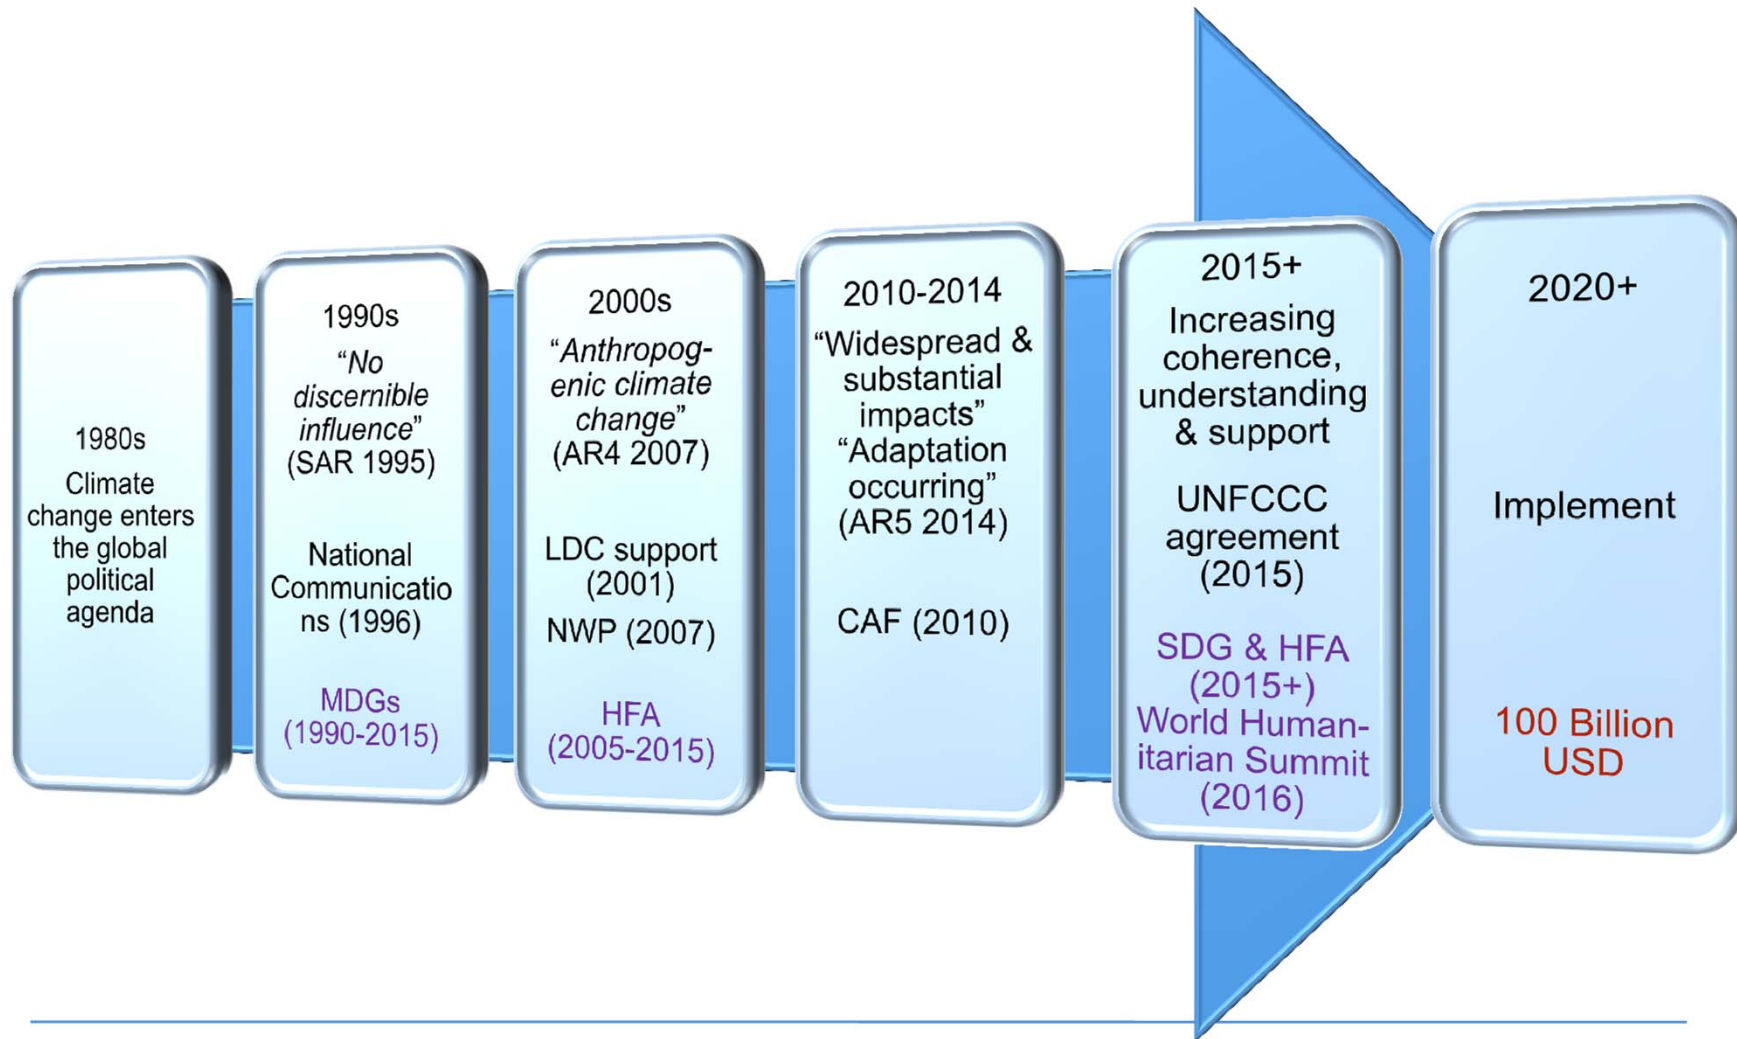 1980s
Climate
change enters
the global
political
agenda
1990s
“No
discernible
influence”
(SAR 1995)
National
Communicatio
ns (1996)
MDGs
(1990-2015)
2000s
“Anthropog-
enic climate
change”
(AR4 2007)
LDC support
(2001)
NWP (2007)
HFA
(2005-2015)
2010-2014
“Widespread &
substantial
impacts”
“Adaptation
occurring”
(AR5 2014)
CAF (2010)
2015+
Increasing
coherence,
understanding
& support
UNFCCC
agreement
(2015)
SDG & HFA
(2015+)
World Human-
itarian Summit
(2016)
2020+
Implement
100 Billion
USD